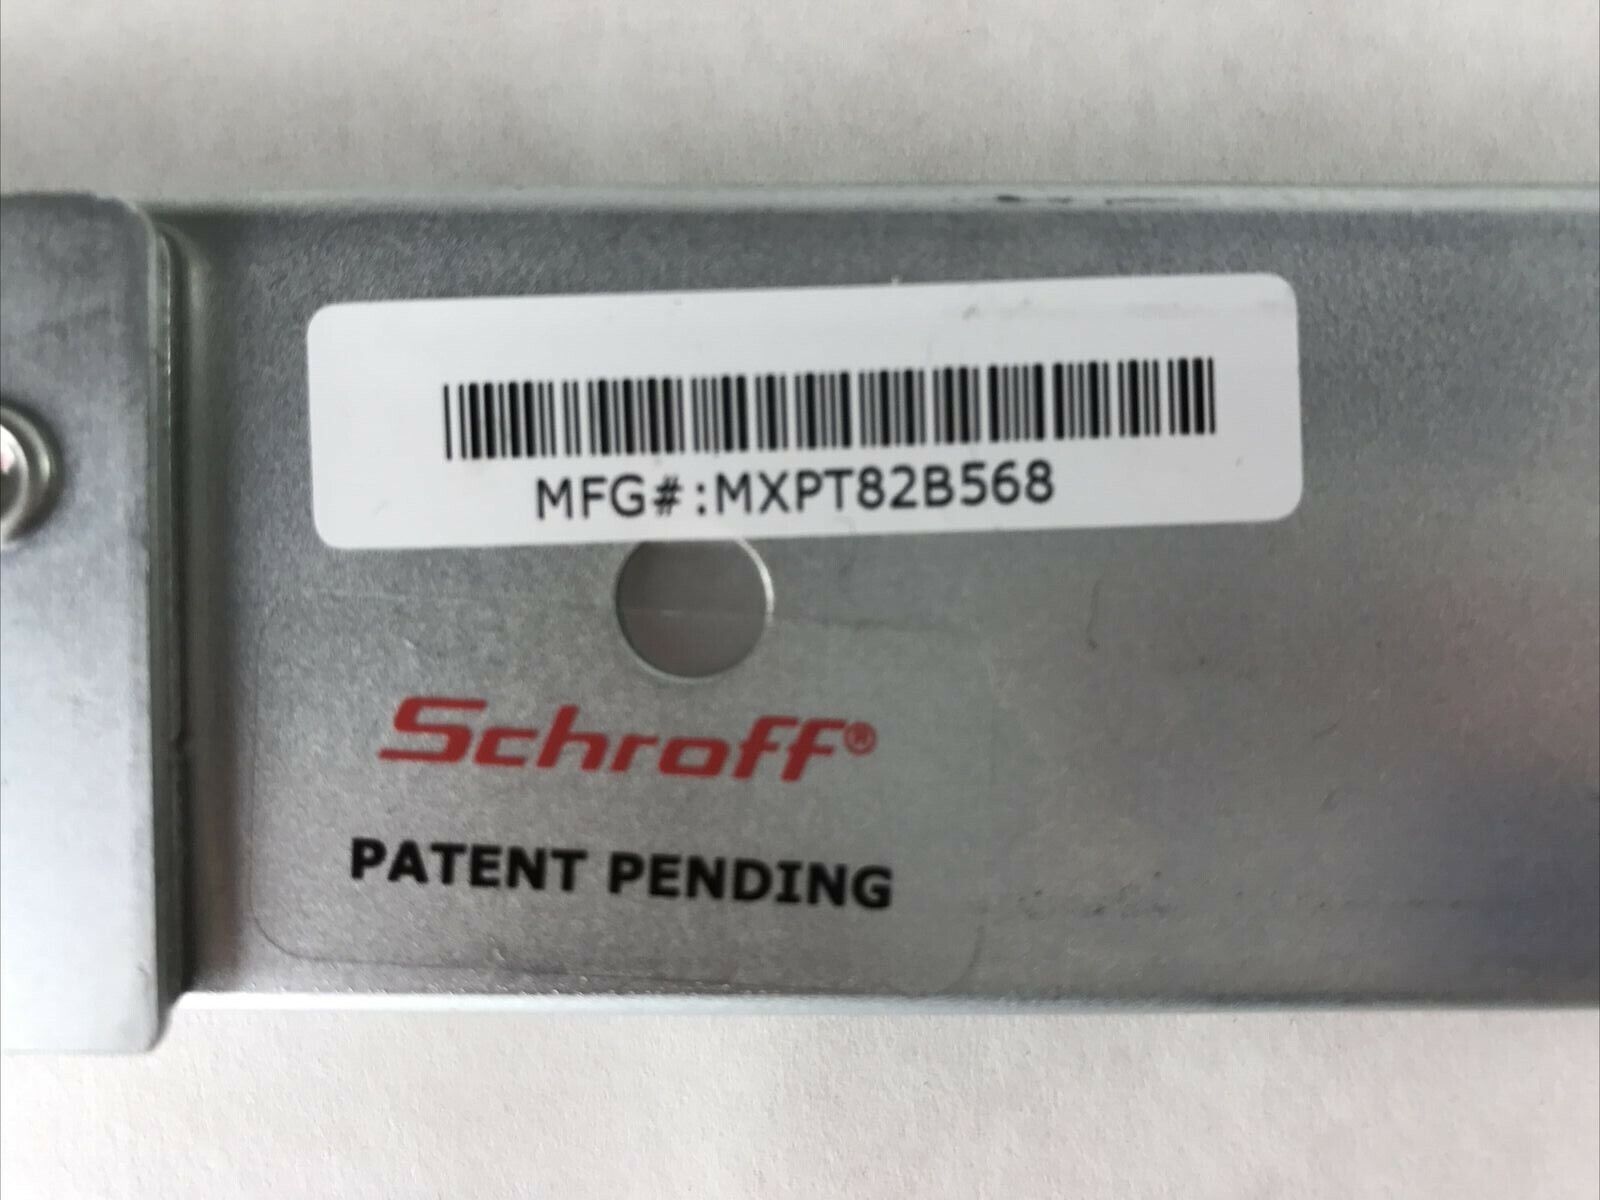 MFG#:MXPT82B568
Schroff®
PATENT PENDING